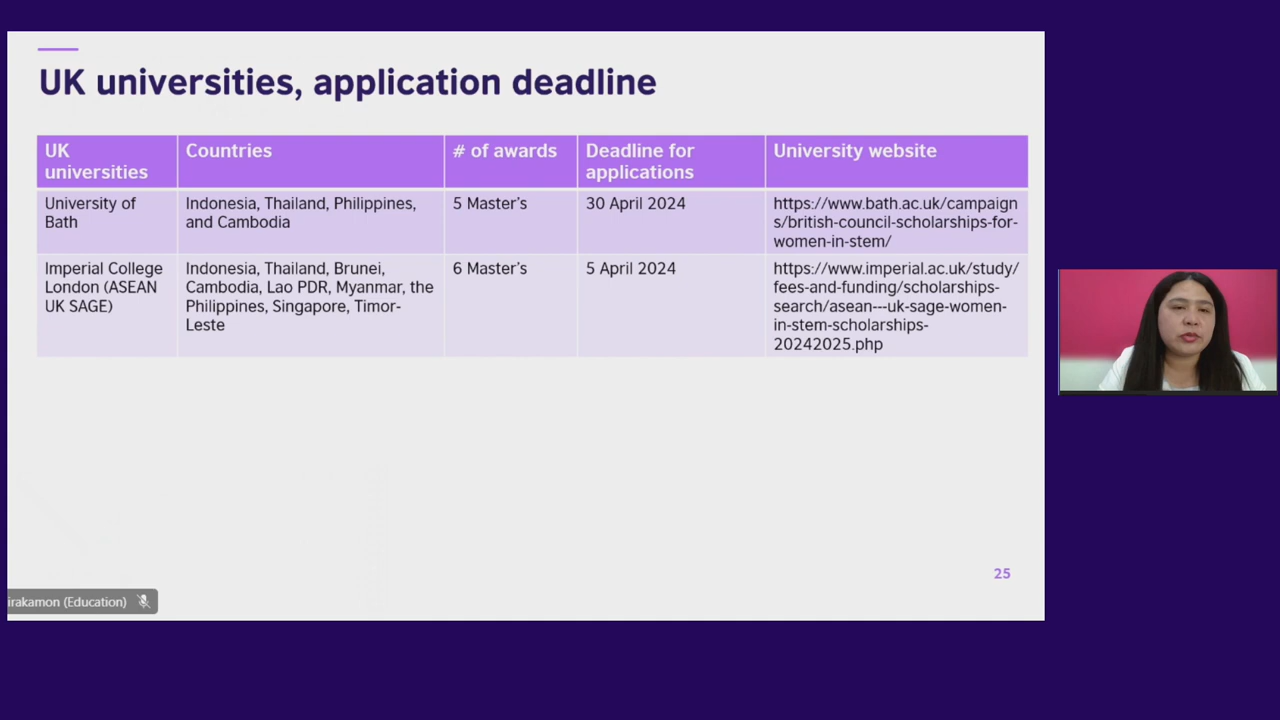 UK universities, application deadline
UK
universities
Countries
# of awards
Deadline for
applications
University website
University of
Bath
Indonesia, Thailand, Philippines,
and Cambodia
5 Master's
30 April 2024
https://www.bath.ac.uk/campaign
s/british-council-scholarships-for-
women-in-stem/
Imperial College
London (ASEAN
UK SAGE)
Indonesia, Thailand, Brunei,
Cambodia, Lao PDR, Myanmar, the
Philippines, Singapore, Timor-
Leste
6 Master's
5 April 2024
https://www.imperial.ac.uk/study/
fees-and-funding/scholarships-
search/asean---uk-sage-women-
in-stem-scholarships-
20242025.php
25
irakamon (Education)